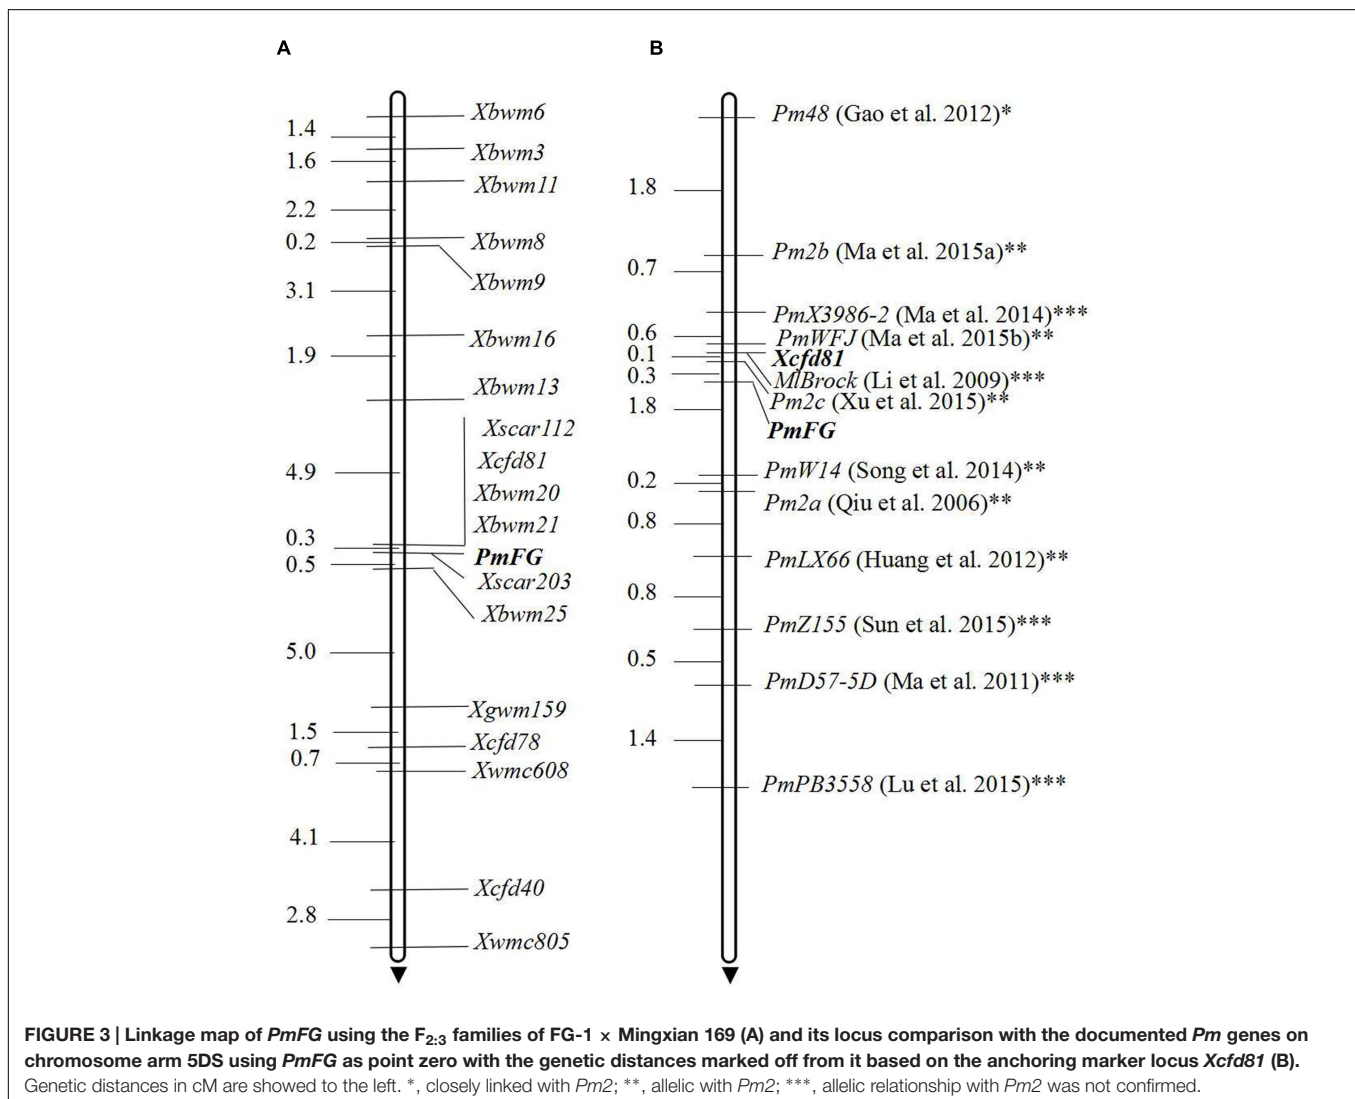 A
B
1.4
1.6
2.2
0.2
3.1
1.9
4.9
0.3
0.5
5.0
1.5
0.7
4.1
2.8
Xbwm6
Xbwm3
Xbwm11
Xbwm8
Xbwm9
Xbwm16
Xbwm13
Xscar112
Xcfd81
Xbwm20
Xbwm21
PmFG
Xscar203
Xbwm25
Xgwm159
Xcfd78
Xwmc608
Xcfd40
Xwmc805
1.8
0.7
0.6
0.1
0.3
1.8
0.2
0.8
0.8
0.5
1.4
Pm48 (Gao et al. 2012)*
Pm2b (Ma et al. 2015a)**
PmX3986-2 (Ma et al. 2014)***
PmWFJ (Ma et al. 2015b)**
Xcfd81
MlBrock (Li et al. 2009)***
Pm2c (Xu et al. 2015)**
PmFG
PmW14 (Song et al. 2014)**
Pm2a (Qiu et al. 2006)**
PmLX66 (Huang et al. 2012)**
PmZ155 (Sun et al. 2015)***
PmD57-5D (Ma et al. 2011)***
PmPB3558 (Lu et al. 2015)***
FIGURE 3 | Linkage map of PmFG using the F2:3 families of FG-1 × Mingxian 169 (A) and its locus comparison with the documented Pm genes on
chromosome arm 5DS using PmFG as point zero with the genetic distances marked off from it based on the anchoring marker locus Xcfd81 (B).
Genetic distances in cM are showed to the left. *, closely linked with Pm2; **, allelic with Pm2; ***, allelic relationship with Pm2 was not confirmed.